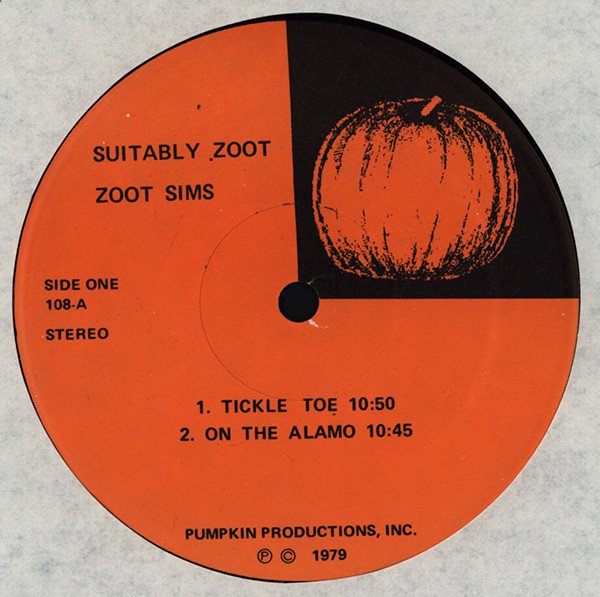 SUITABLY ZOOT
ZOOT SIMS
SIDE ONE
108-A
STEREO
1. TICKLE TOE 10:50
2. ON THE ALAMO 10:45
PUMPKIN PRODUCTIONS, INC.
Ⓟ © 1979